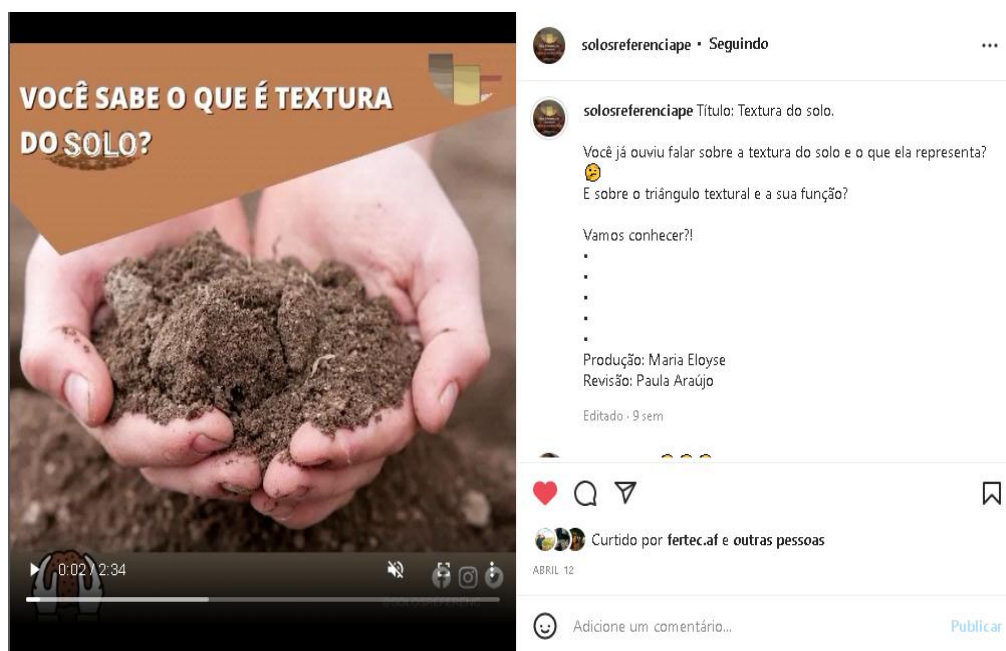 VOCÊ SABE O QUE É TEXTURA
DO SOLO?
0:02 / 2:34
solosreferenciape • Seguindo
solosreferenciape Título: Textura do solo.
Você já ouviu falar sobre a textura do solo e o que ela representa?
🤔
E sobre o triângulo textural e a sua função?
Vamos conhecer?!
.
.
.
.
.
Produção: Maria Eloyse
Revisão: Paula Araújo
Editado · 9 sem
Curtido por fertec.af e outras pessoas
ABRIL 12
Adicione um comentário...
Publicar